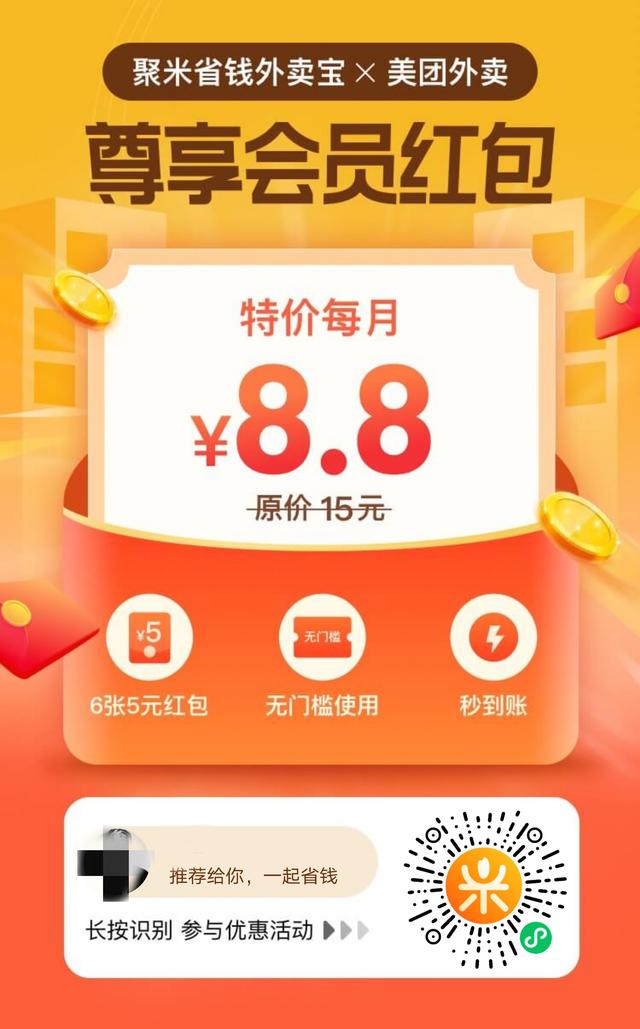 聚米省钱外卖宝×美团外卖
尊享会员红包
特价每月
¥8.8
原价15元
¥5
无门槛
6张5元红包
无门槛使用
秒到账
推荐给你，一起省钱
长按识别 参与优惠活动
米